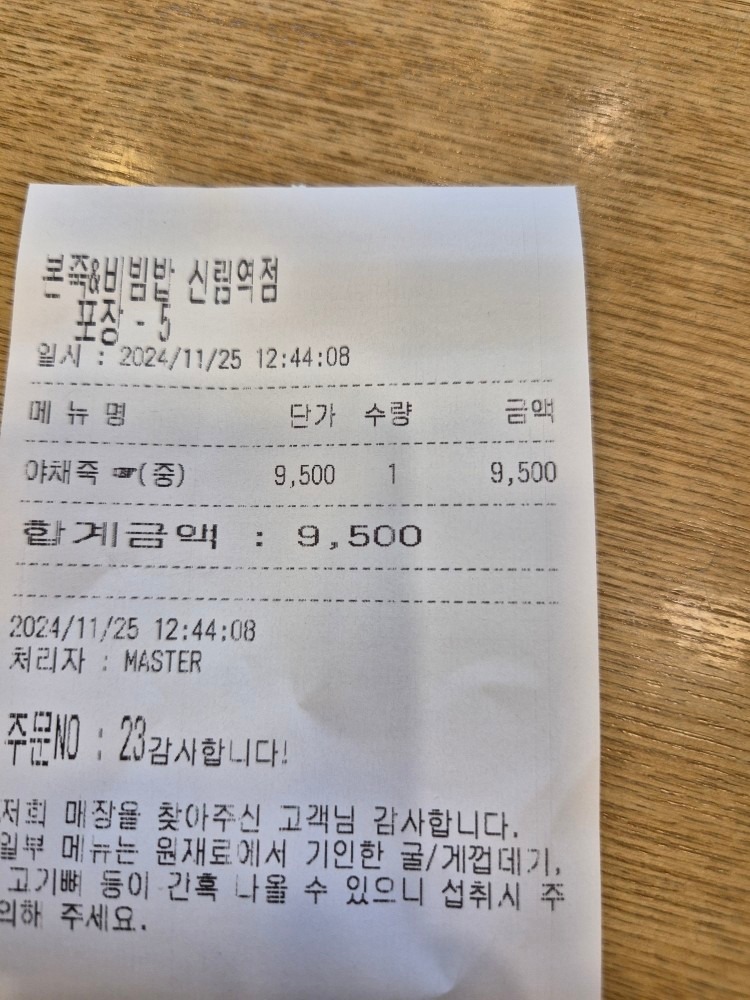 본죽&비빔밥 신림역점
포장 - 5
일시 : 2024/11/25 12:44:08
메 뉴 명 단가 수량 금액
야채죽 ☞(중) 9,500 1 9,500
합계금액 : 9,500
2024/11/25 12:44:08
처리자 : MASTER
주문NO : 23감사합니다!
저희 매장을 찾아주신 고객님 감사합니다.
일부 메뉴는 원재료에서 기인한 굴/게껍데기,
고기뼈 등이 간혹 나올 수 있으니 섭취시 주
의해 주세요.